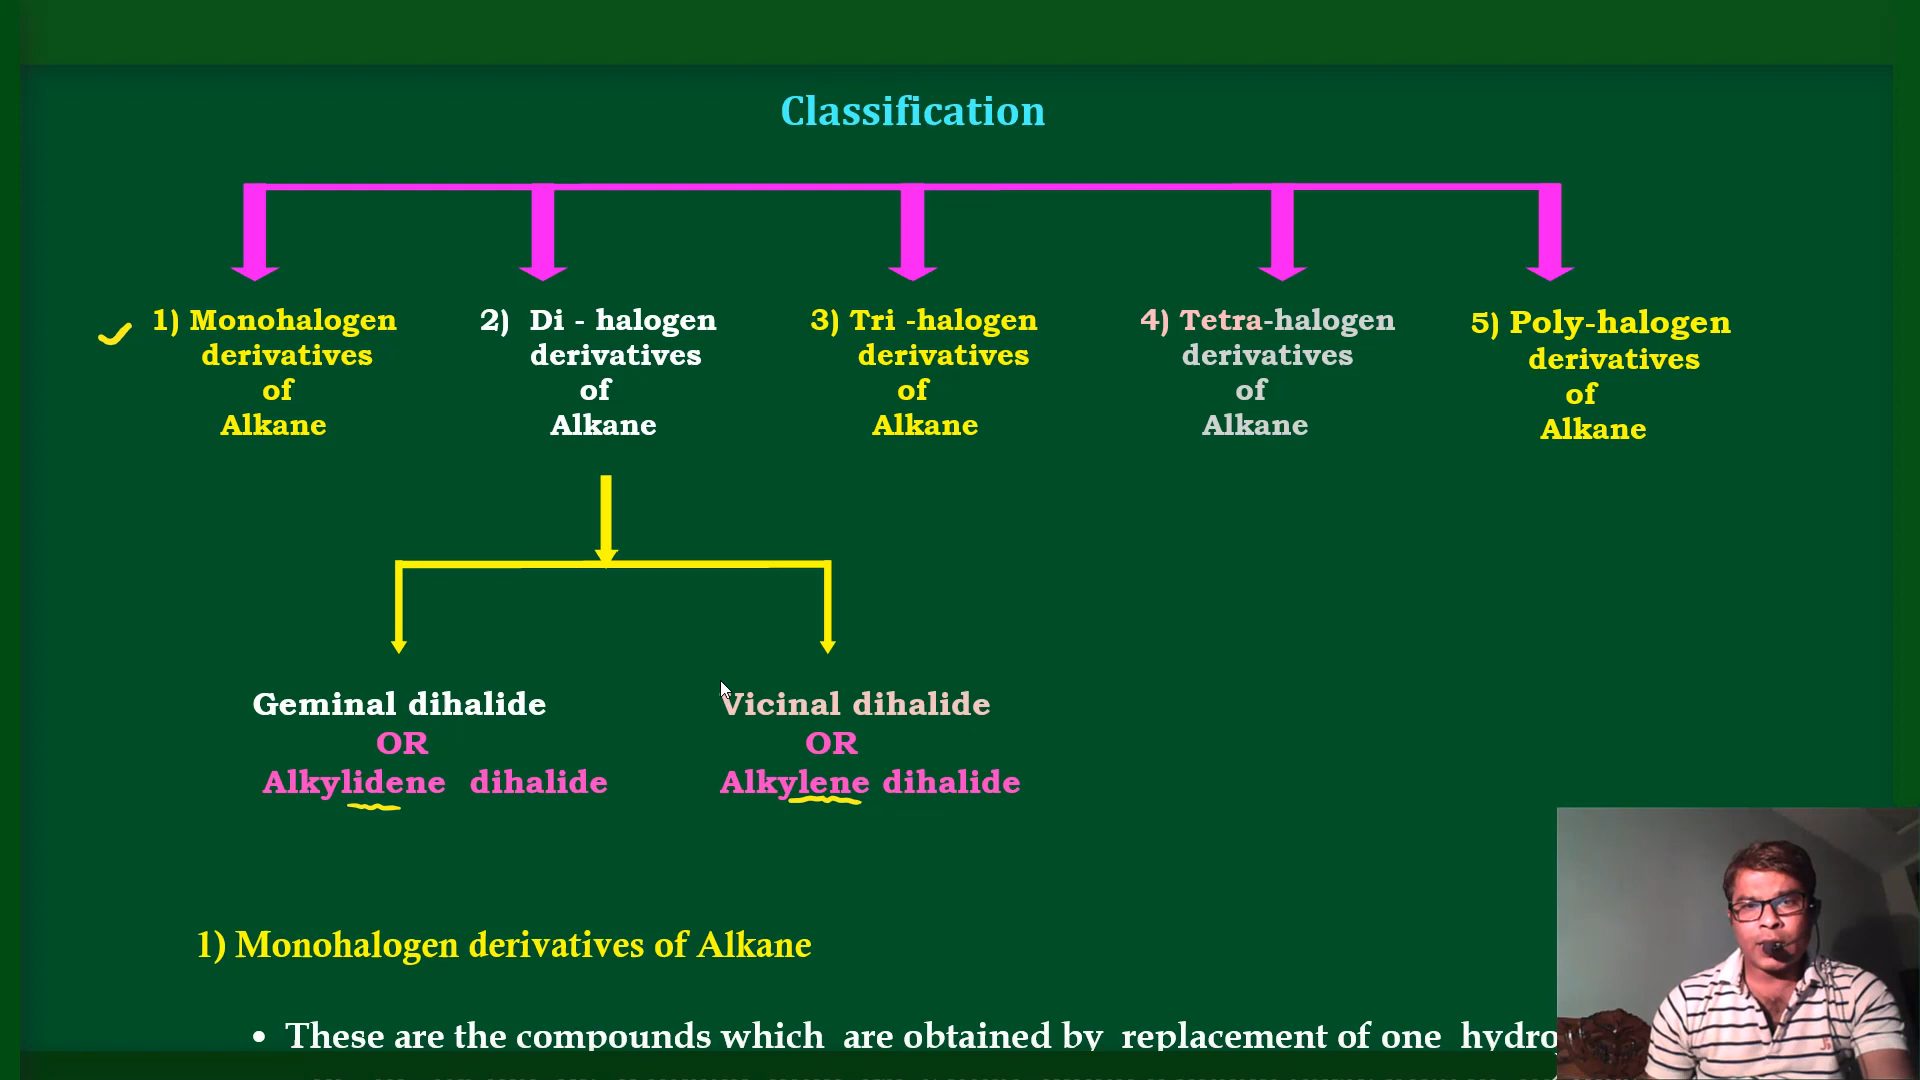 Classification
1) Monohalogen
derivatives
of
Alkane
2) Di - halogen
derivatives
of
Alkane
3) Tri -halogen
derivatives
of
Alkane
4) Tetra-halogen
derivatives
of
Alkane
5) Poly-halogen
derivatives
of
Alkane
Geminal dihalide
OR
Alkylidene dihalide
Vicinal dihalide
OR
Alkylene dihalide
1) Monohalogen derivatives of Alkane
• These are the compounds which are obtained by replacement of one hydro